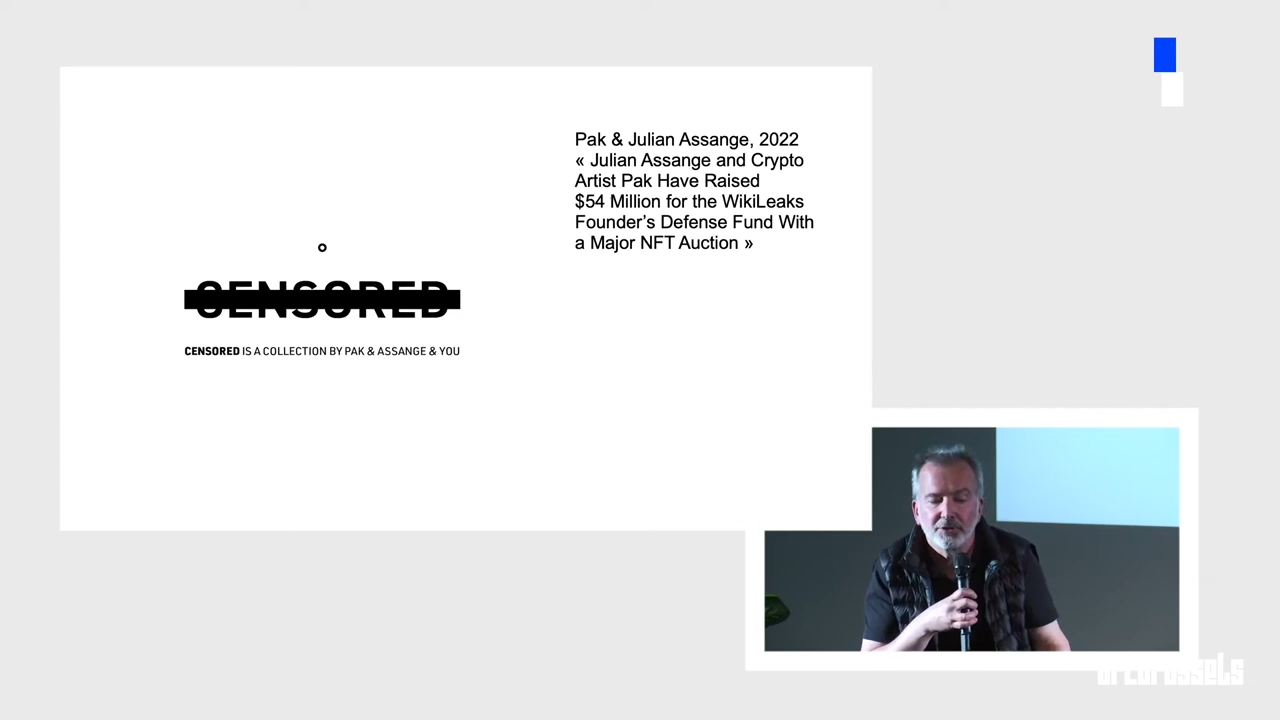 Pak & Julian Assange, 2022
« Julian Assange and Crypto
Artist Pak Have Raised
$54 Million for the WikiLeaks
Founder’s Defense Fund With
a Major NFT Auction »
CENSORED
CENSORED IS A COLLECTION BY PAK & ASSANGE & YOU